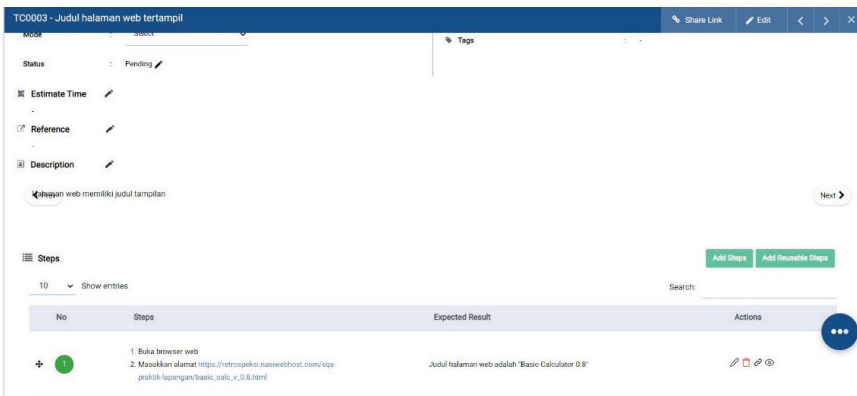 TC0003 - Judul halaman web tertampil
Share Link
Edit
Mode : Select
Tags : -
Status : Pending
Estimate Time
-
Reference
-
Description
Halaman web memiliki judul tampilan
Prev
Next
Steps
Add Steps
Add Reusable Steps
10 Show entries
Search:
No Steps Expected Result Actions
1
1. Buka browser web
2. Masukkan alamat https://retrospeksi.nasiwebhost.com/sqa-
praktik-lapangan/basic_calc_v_0.8.html
Judul halaman web adalah "Basic Calculator 0.8"